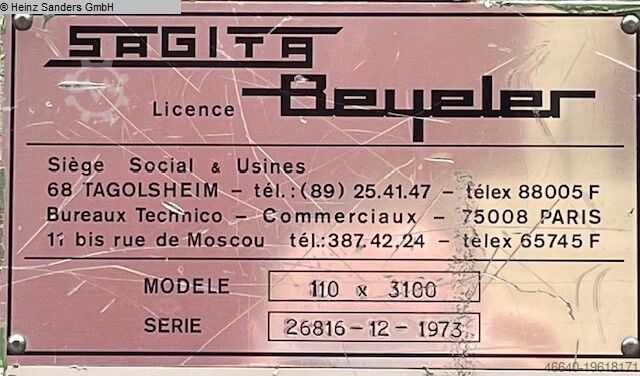 © Heinz Sanders GmbH
SAGITA
Licence Beyeler
Siégé Social & Usines
68 TAGOLSHEIM – tél.:(89) 25.41.47 – télex 88005 F
Bureaux Technico – Commerciaux – 75008 PARIS
11 bis rue de Moscou tél.:387.42.24 – télex 65745 F
MODELE 110 x 3100
SERIE 26816-12-1973
46640-19618171